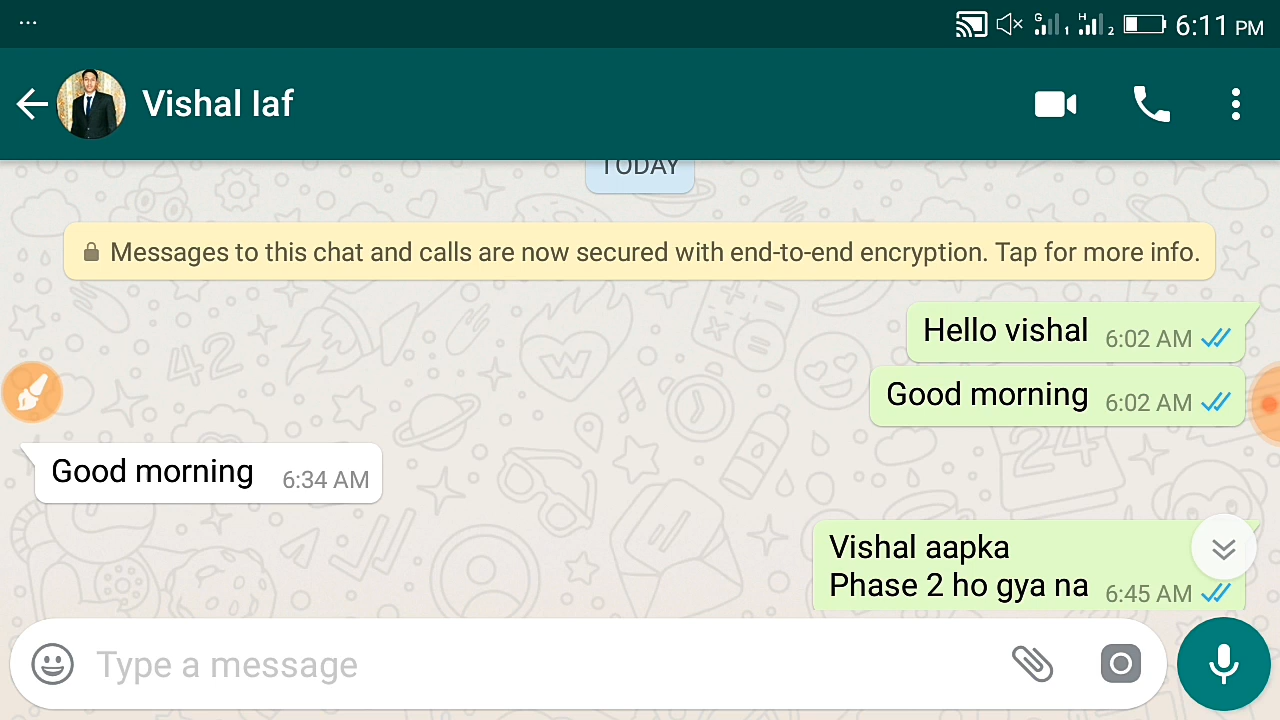 6:11 PM
Vishal Iaf
TODAY
Messages to this chat and calls are now secured with end-to-end encryption. Tap for more info.
Hello vishal 6:02 AM
Good morning 6:02 AM
Good morning 6:34 AM
Vishal aapka
Phase 2 ho gya na 6:45 AM
Type a message